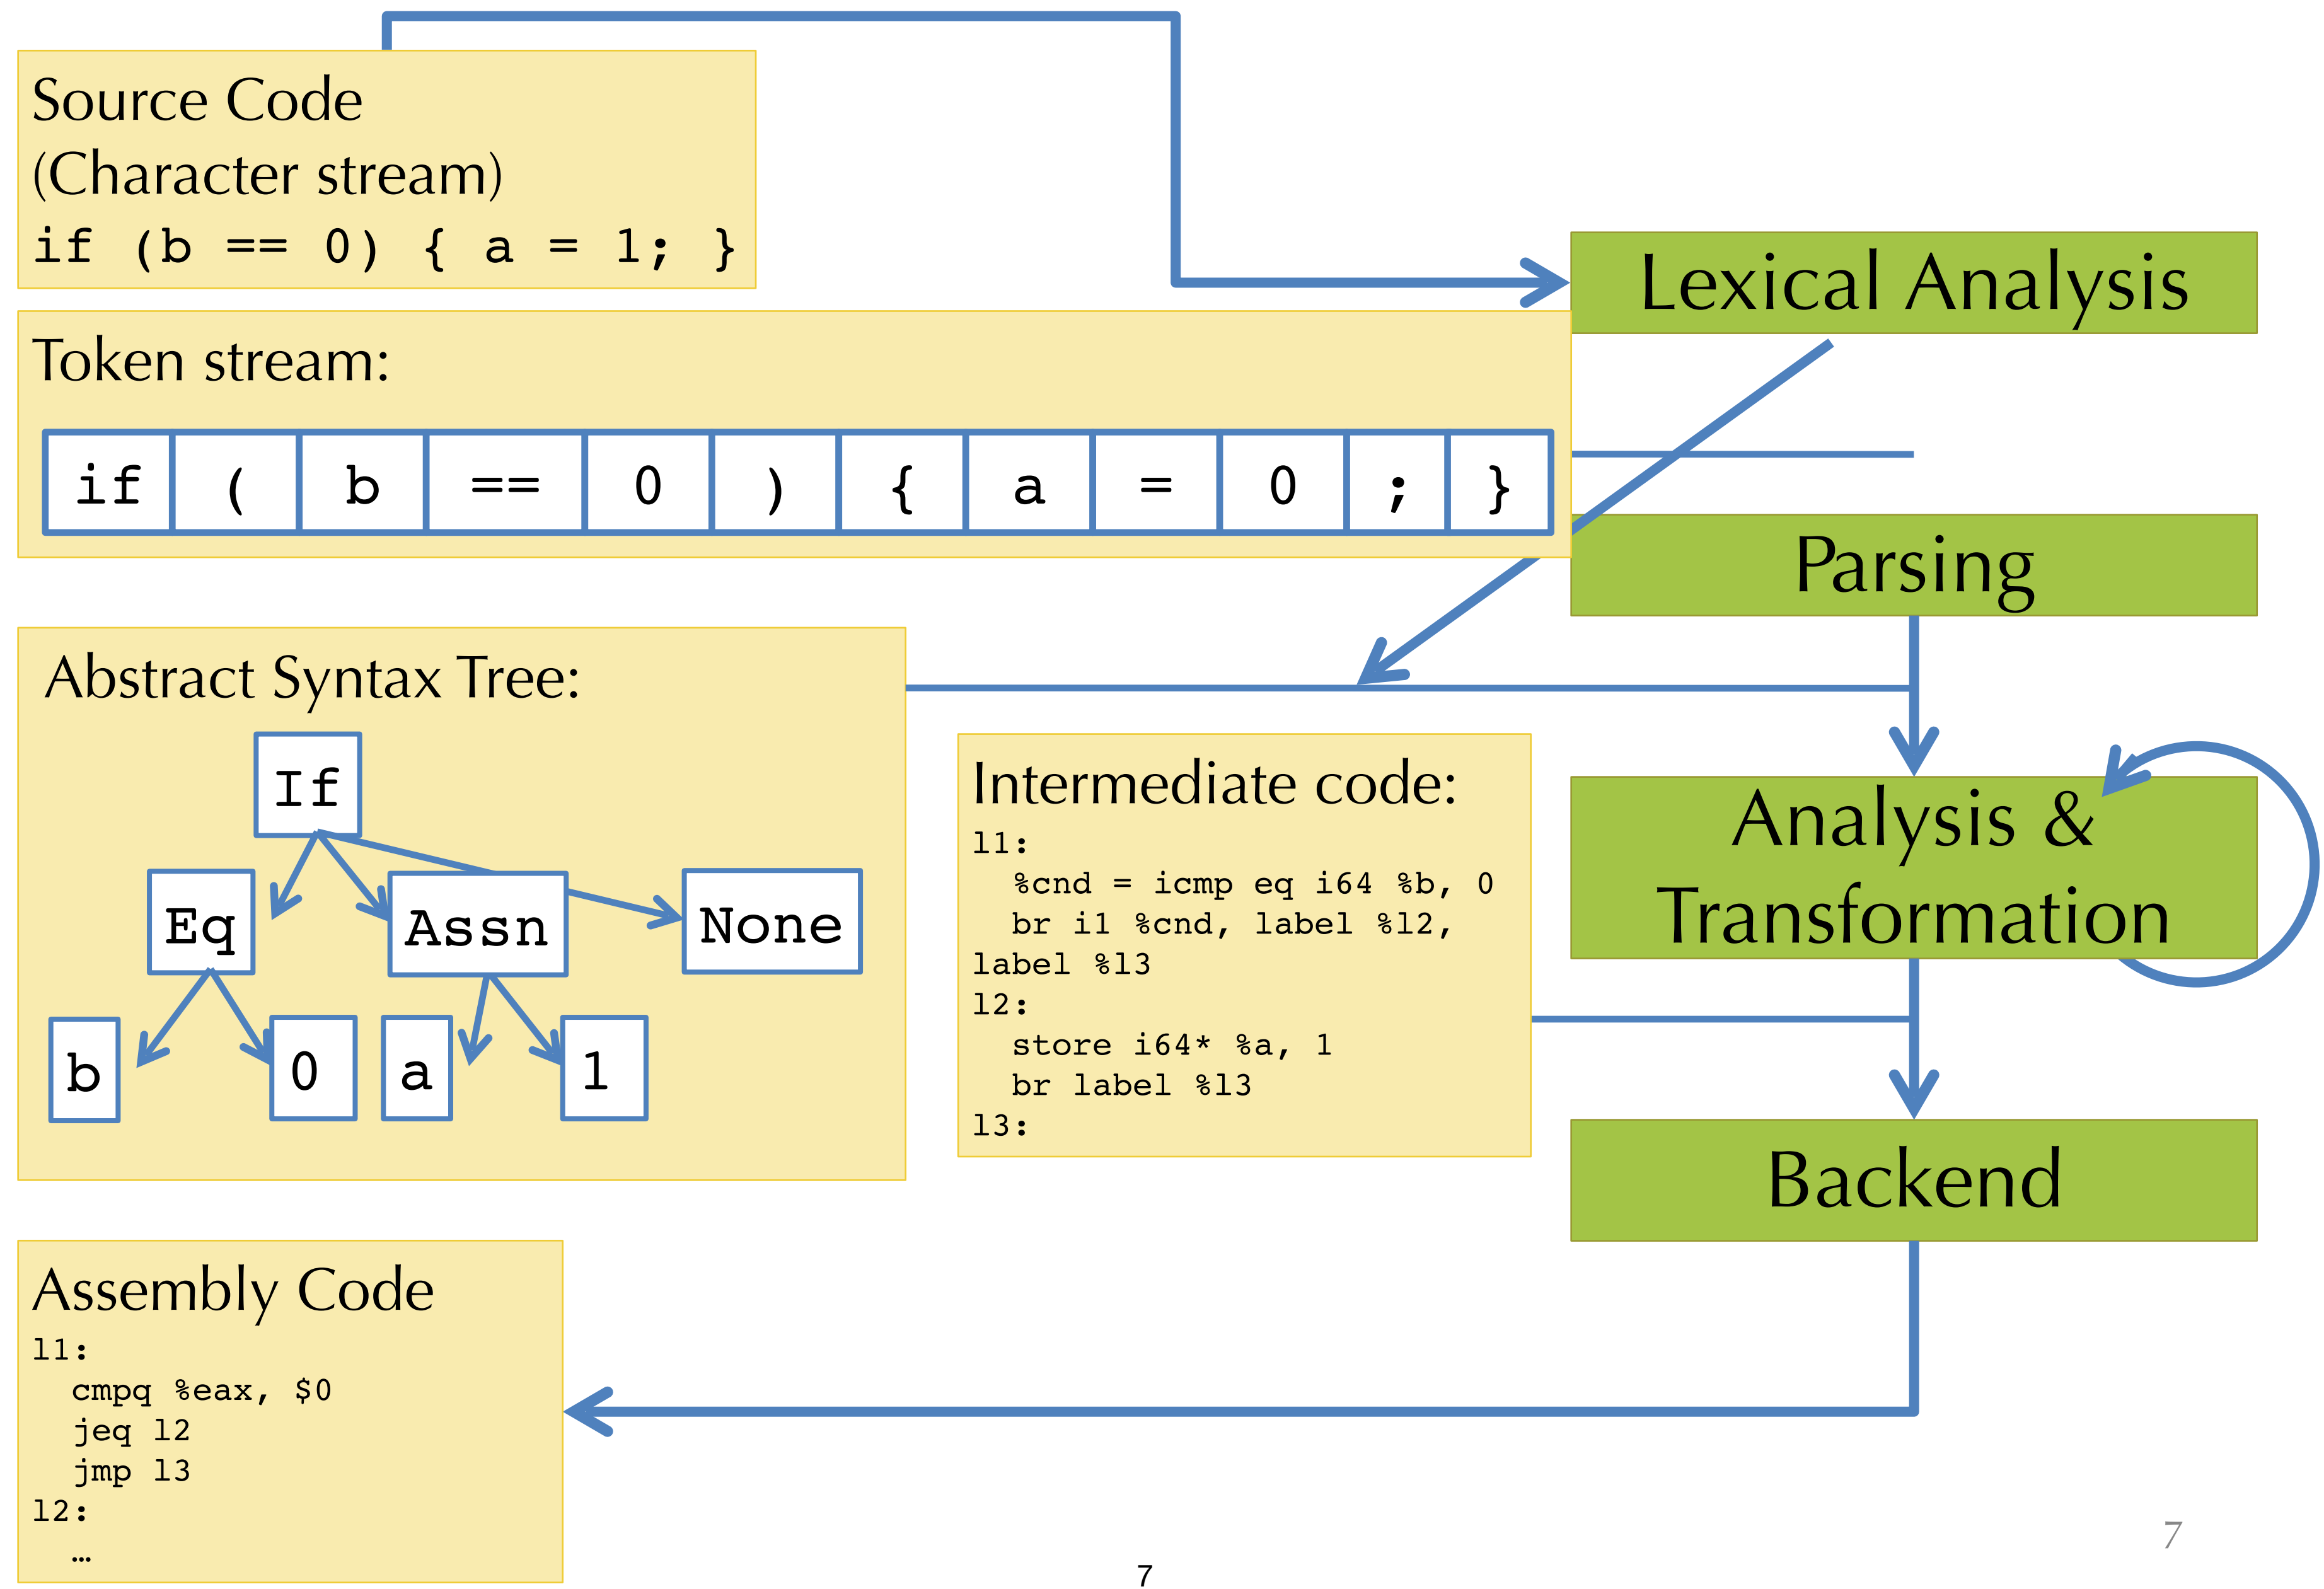 Source Code
(Character stream)
if (b == 0) { a = 1; }
Lexical Analysis
Token stream:
if ( b == 0 ) { a = 0 ; }
Parsing
Abstract Syntax Tree:
If
Eq Assn None
b 0 a 1
Intermediate code:
l1:
%cnd = icmp eq i64 %b, 0
br i1 %cnd, label %l2,
label %l3
l2:
store i64* %a, 1
br label %l3
l3:
Analysis &
Transformation
Backend
Assembly Code
l1:
cmpq %eax, $0
jeq l2
jmp l3
l2:
…
7
7